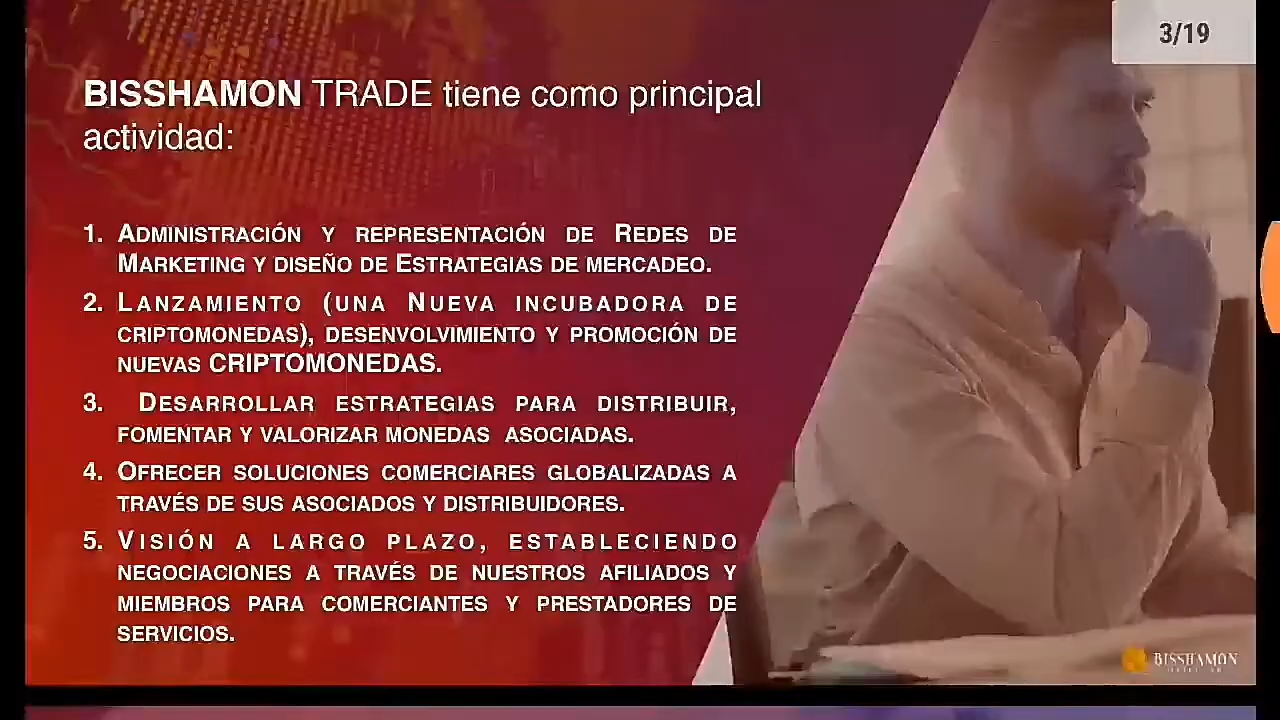 3/19
BISSHAMON TRADE tiene como principal
actividad:
1. ADMINISTRACIÓN Y REPRESENTACIÓN DE REDES DE
MARKETING Y DISEÑO DE ESTRATEGIAS DE MERCADEO.
2. LANZAMIENTO (UNA NUEVA INCUBADORA DE
CRIPTOMONEDAS), DESENVOLVIMIENTO Y PROMOCIÓN DE
NUEVAS CRIPTOMONEDAS.
3. DESARROLLAR ESTRATEGIAS PARA DISTRIBUIR,
FOMENTAR Y VALORIZAR MONEDAS ASOCIADAS.
4. OFRECER SOLUCIONES COMERCIARES GLOBALIZADAS A
TRAVÉS DE SUS ASOCIADOS Y DISTRIBUIDORES.
5. VISIÓN A LARGO PLAZO, ESTABLECIENDO
NEGOCIACIONES A TRAVÉS DE NUESTROS AFILIADOS Y
MIEMBROS PARA COMERCIANTES Y PRESTADORES DE
SERVICIOS.
BISSHAMON